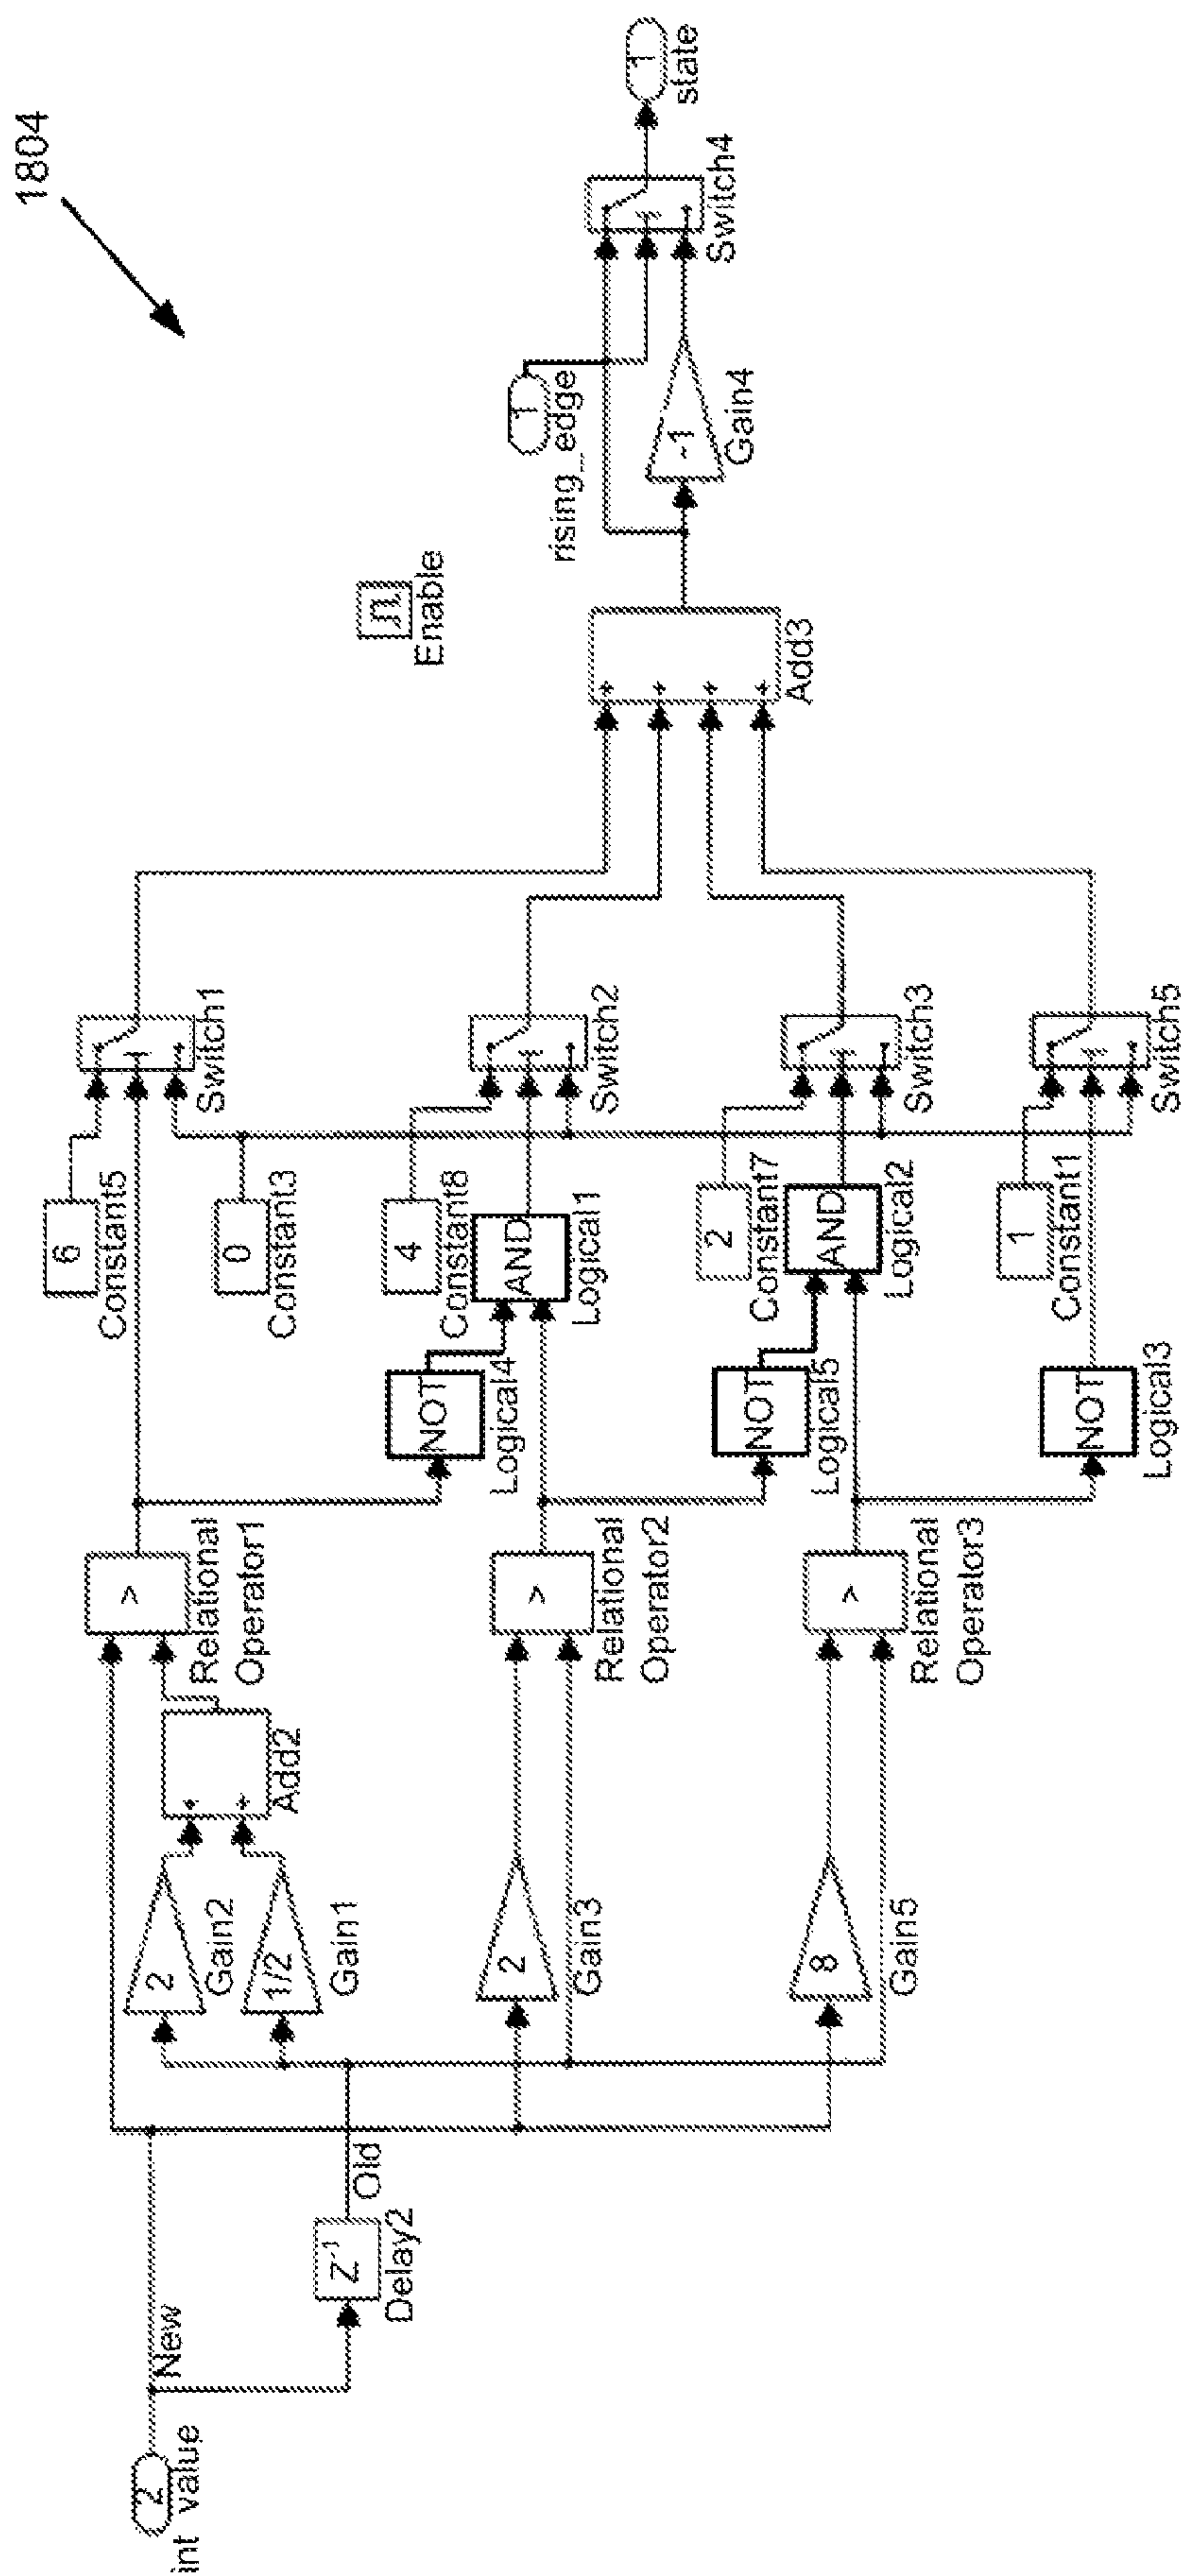 1804
2
int_value
New
Z-1
Delay2
Old
2
Gain2
1/2
Gain1
+
+
Add2
2
Gain3
8
Gain5
>
Relational
Operator1
>
Relational
Operator2
>
Relational
Operator3
NOT
Logical4
NOT
Logical5
NOT
Logical3
6
Constant5
0
Constant3
4
Constant8
AND
Logical1
2
Constant7
AND
Logical2
1
Constant1
Switch1
Switch2
Switch3
Switch5
+
+
+
+
Add3
Enable
1
rising_edge
-1
Gain4
Switch4
1
state